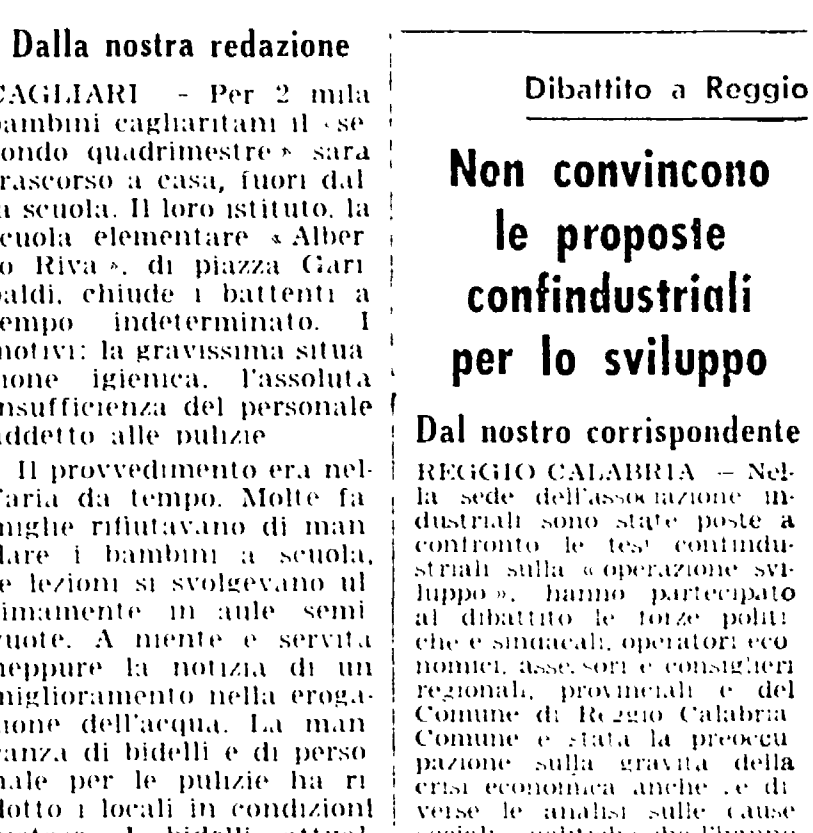 Dalla nostra redazione
CAGLIARI - Per 2 mila
bambini cagliaritani il «se
condo quadrimestre» sara
trascorso a casa, fuori dal
la scuola. Il loro istituto, la
scuola elementare «Alber
to Riva», di piazza Gari
baldi, chiude i battenti a
tempo indeterminato. I
motivi: la gravissima situa
zione igienica, l'assoluta
insufficienza del personale
addetto alle pulizie
Il provvedimento era nel-
l'aria da tempo. Molte fa
miglie rifiutavano di man
dare i bambini a scuola,
le lezioni si svolgevano ul
timamente in aule semi
vuote. A niente e servita
neppure la notizia di un
miglioramento nella eroga-
zione dell'acqua. La man
canza di bidelli e di perso
nale per le pulizie ha ri
dotto i locali in condizioni
Dibattito a Reggio
Non convincono
le proposte
confindustriali
per lo sviluppo
Dal nostro corrispondente
REGGIO CALABRIA - Nel-
la sede dell'associazione in-
dustriali sono state poste a
confronto le tesi confindu-
striali sulla «operazione svi-
luppo», hanno partecipato
al dibattito le forze politi
che e sindacali, operatori eco
nomici, assessori e consiglieri
regionali, provinciali e del
Comune di Reggio Calabria
Comune e stata la preoccu
pazione sulla gravita della
crisi economica anche se di
verse le analisi sulle cause